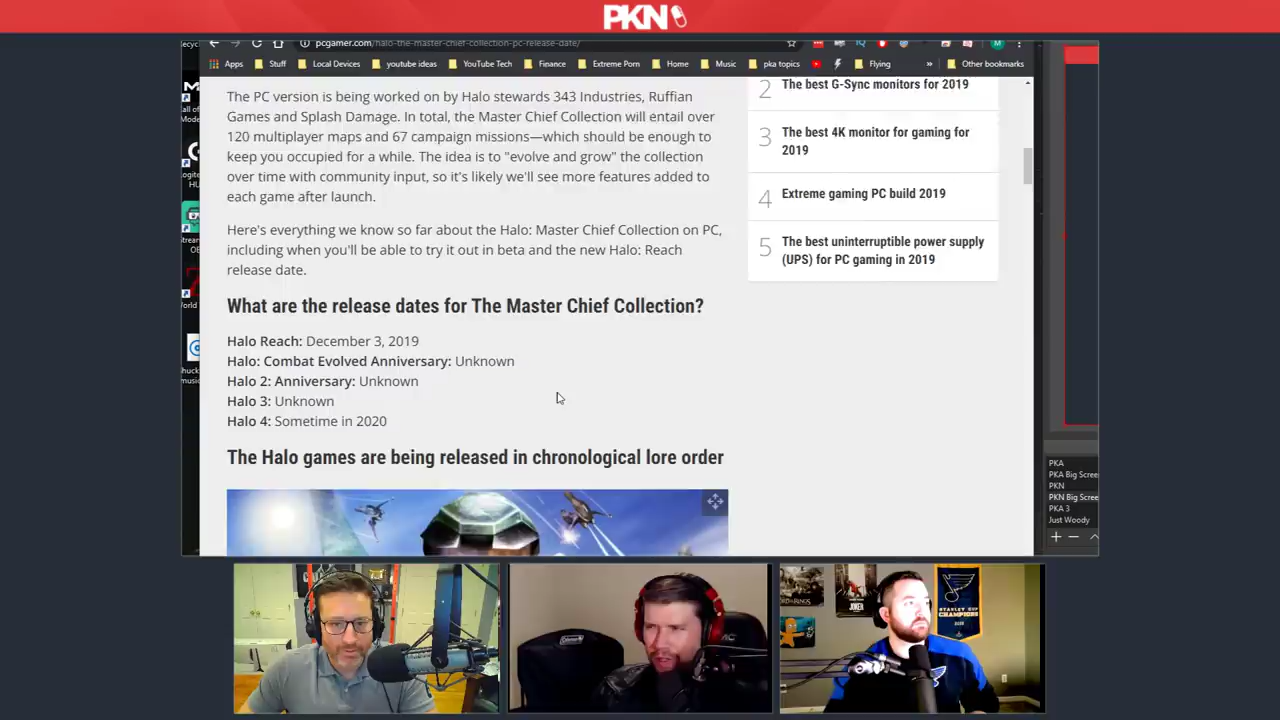 PKN
pcgamer.com/halo-the-master-chief-collection-pc-release-date/
Apps Stuff Local Devices youtube ideas YouTube Tech Finance Extreme Porn Home Music pka topics Flying » Other bookmarks
The PC version is being worked on by Halo stewards 343 Industries, Ruffian
Games and Splash Damage. In total, the Master Chief Collection will entail over
120 multiplayer maps and 67 campaign missions—which should be enough to
keep you occupied for a while. The idea is to "evolve and grow" the collection
over time with community input, so it's likely we'll see more features added to
each game after launch.
Here's everything we know so far about the Halo: Master Chief Collection on PC,
including when you'll be able to try it out in beta and the new Halo: Reach
release date.
What are the release dates for The Master Chief Collection?
Halo Reach: December 3, 2019
Halo: Combat Evolved Anniversary: Unknown
Halo 2: Anniversary: Unknown
Halo 3: Unknown
Halo 4: Sometime in 2020
The Halo games are being released in chronological lore order
2 The best G-Sync monitors for 2019
3 The best 4K monitor for gaming for
2019
4 Extreme gaming PC build 2019
5 The best uninterruptible power supply
(UPS) for PC gaming in 2019
PKA
PKA Big Scree
PKN
PKN Big Scree
PKA 3
Just Woody
JOKER
STANLEY CUP
CHAMPIONS